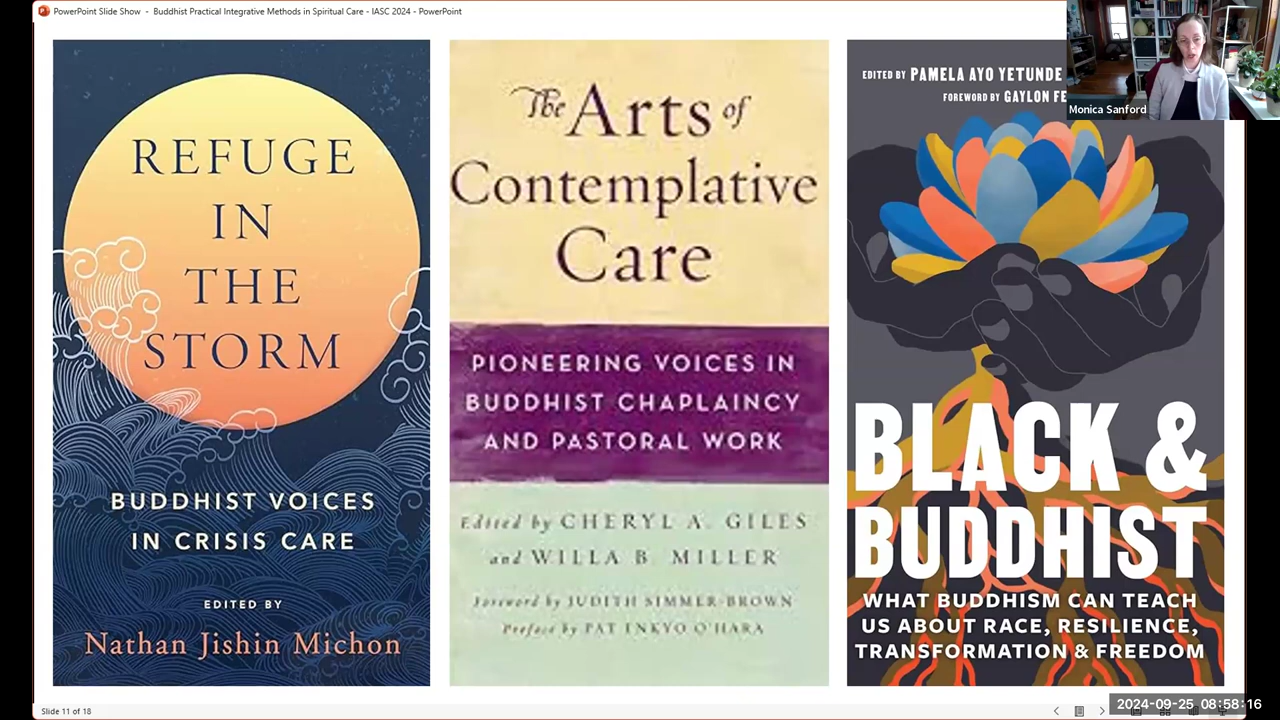 PowerPoint Slide Show - Buddhist Practical Integrative Methods in Spiritual Care - IASC 2024 - PowerPoint
REFUGE
IN
THE
STORM
BUDDHIST VOICES
IN CRISIS CARE
EDITED BY
Nathan Jishin Michon
The Arts of
Contemplative
Care
PIONEERING VOICES IN
BUDDHIST CHAPLAINCY
AND PASTORAL WORK
Edited by CHERYL A. GILES
and WILLA B. MILLER
Foreword by JUDITH SIMMER-BROWN
Preface by PAT ENKYO O'HARA
EDITED BY PAMELA AYO YETUNDE
FOREWORD BY GAYLON
BLACK &
BUDDHIST
WHAT BUDDHISM CAN TEACH
US ABOUT RACE, RESILIENCE,
TRANSFORMATION & FREEDOM
Monica Sanford
Slide 11 of 18
2024-09-25 08:58:16